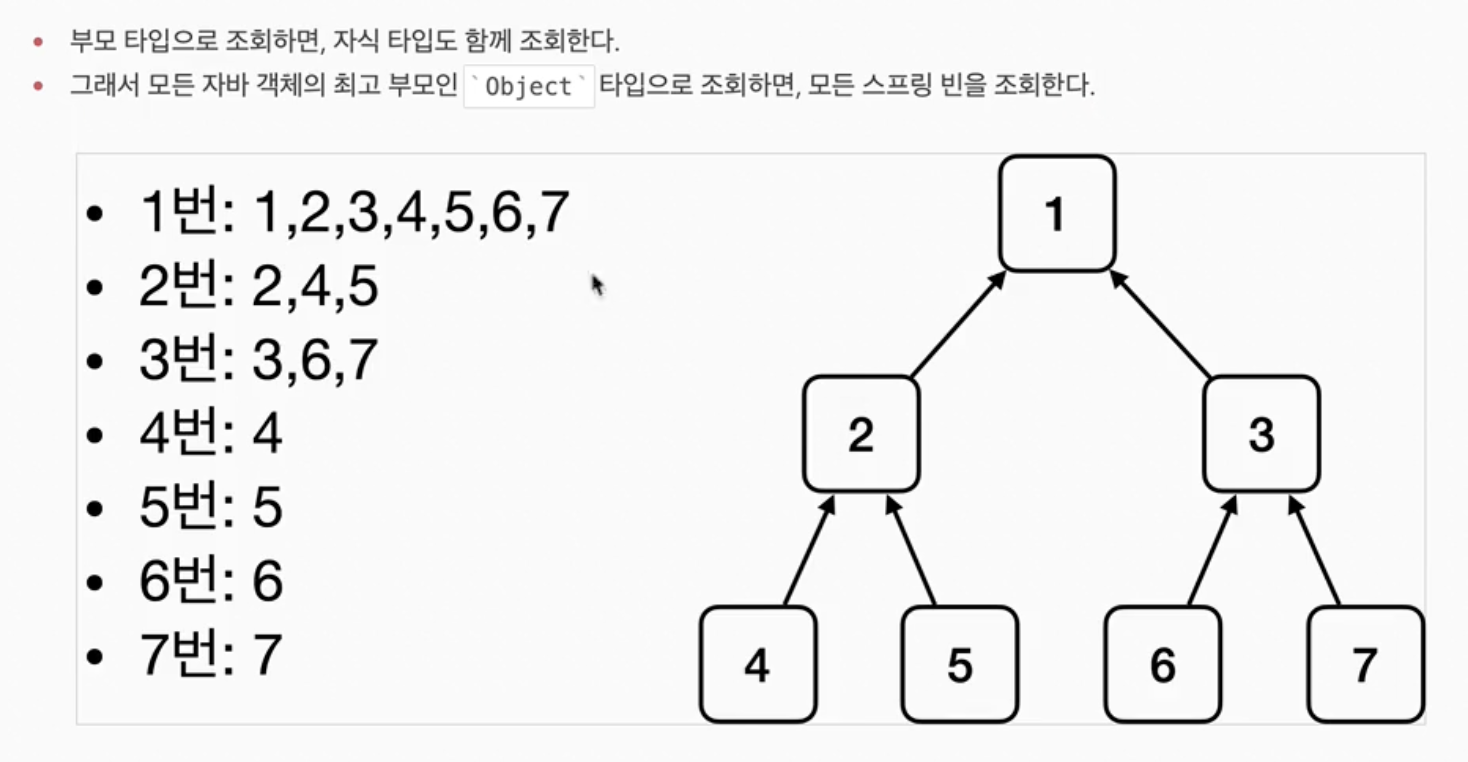 부모 타입으로 조회하면, 자식 타입도 함께 조회한다.
그래서 모든 자바 객체의 최고 부모인 `Object` 타입으로 조회하면, 모든 스프링 빈을 조회한다.
1번: 1,2,3,4,5,6,7
2번: 2,4,5
3번: 3,6,7
4번: 4
5번: 5
6번: 6
7번: 7
1
2 3
4 5 6 7